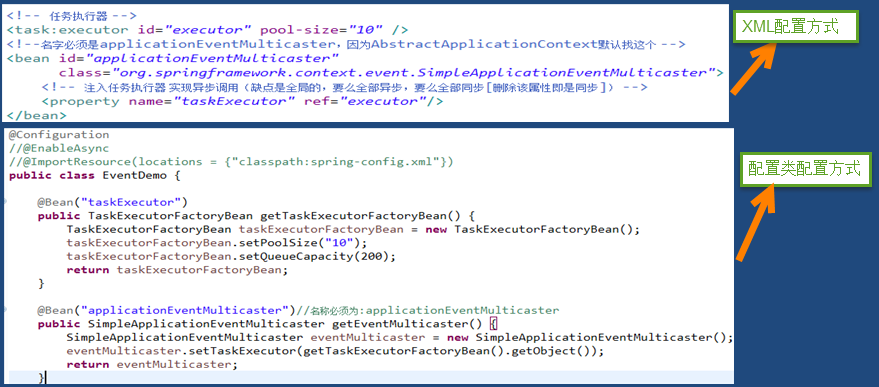 <!-- 任务执行器 -->
<task:executor id="executor" pool-size="10" />
<!--名字必须是applicationEventMulticaster，因为AbstractApplicationContext默认找这个 -->
<bean id="applicationEventMulticaster"
class="org.springframework.context.event.SimpleApplicationEventMulticaster">
<!-- 注入任务执行器 实现异步调用（缺点是全局的，要么全部异步，要么全部同步[删除该属性即是同步]） -->
<property name="taskExecutor" ref="executor"/>
</bean>
XML配置方式
@Configuration
//@EnableAsync
//@ImportResource(locations = {"classpath:spring-config.xml"})
public class EventDemo {
@Bean("taskExecutor")
public TaskExecutorFactoryBean getTaskExecutorFactoryBean() {
TaskExecutorFactoryBean taskExecutorFactoryBean = new TaskExecutorFactoryBean();
taskExecutorFactoryBean.setPoolSize("10");
taskExecutorFactoryBean.setQueueCapacity(200);
return taskExecutorFactoryBean;
}
@Bean("applicationEventMulticaster")//名称必须为:applicationEventMulticaster
public SimpleApplicationEventMulticaster getEventMulticaster() {
SimpleApplicationEventMulticaster eventMulticaster = new SimpleApplicationEventMulticaster();
eventMulticaster.setTaskExecutor(getTaskExecutorFactoryBean().getObject());
return eventMulticaster;
}
配置类配置方式